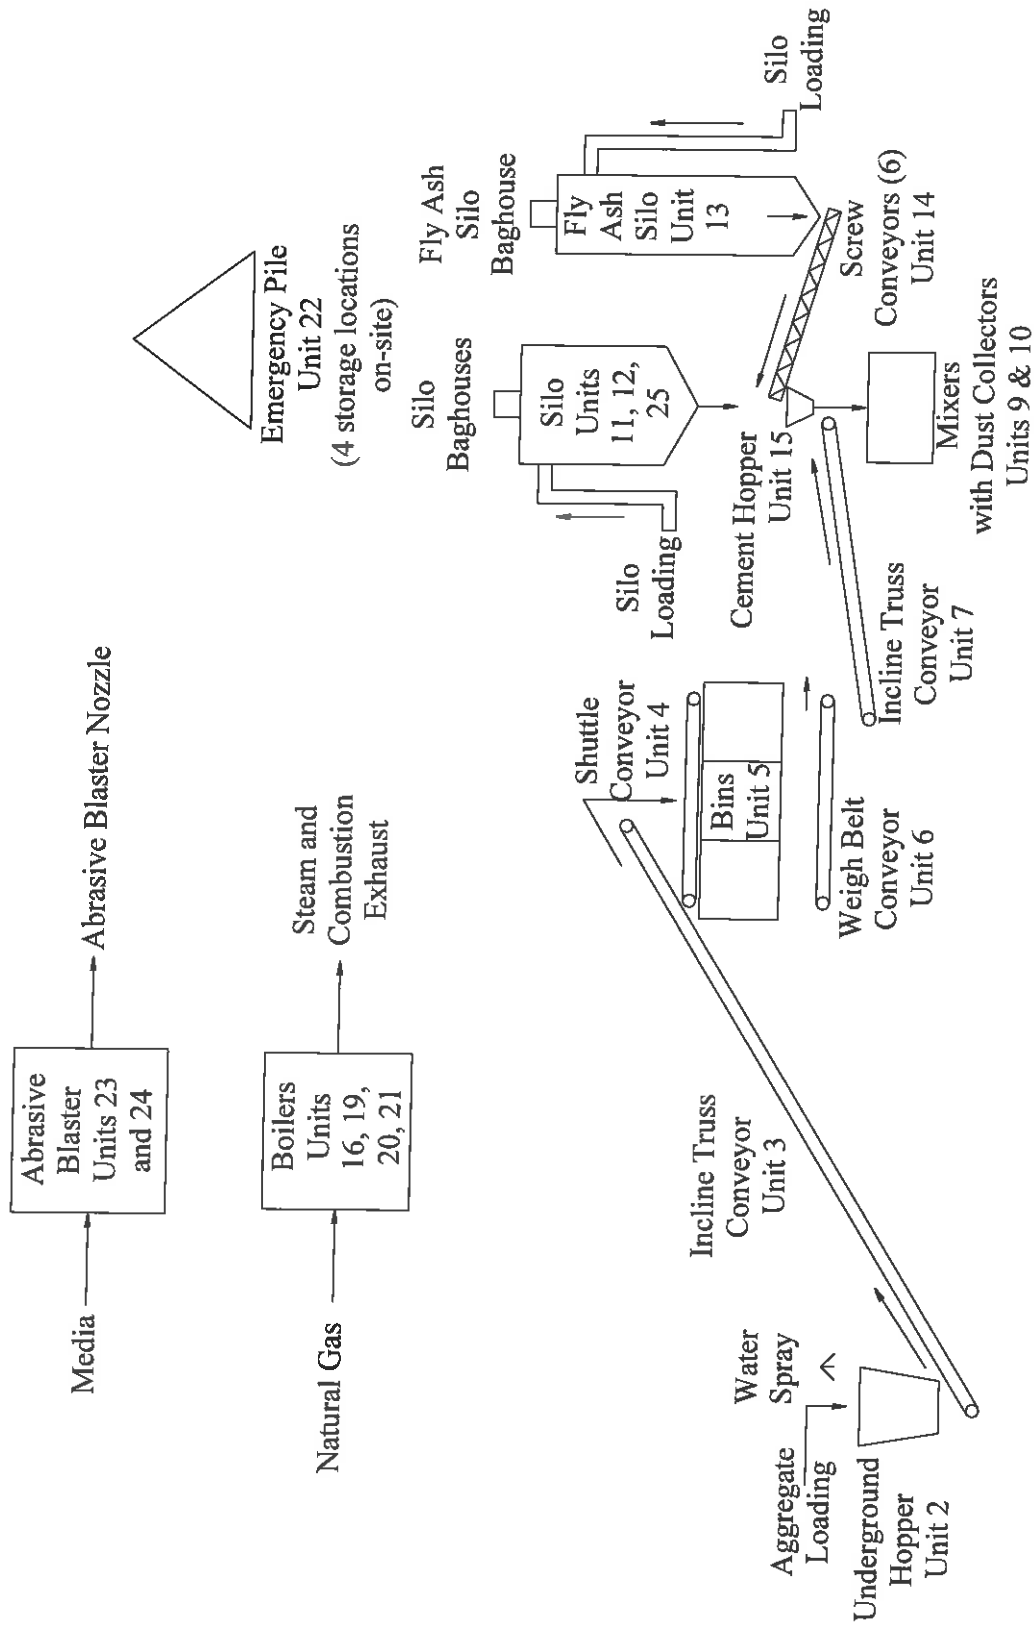 Media
Abrasive
Blaster
Units 23
and 24
Abrasive Blaster Nozzle
Natural Gas
Boilers
Units
16, 19,
20, 21
Steam and
Combustion
Exhaust
Emergency Pile
Unit 22
(4 storage locations
on-site)
Aggregate
Loading
Water
Spray
Underground
Hopper
Unit 2
Incline Truss
Conveyor
Unit 3
Shuttle
Conveyor
Unit 4
Bins
Unit 5
Weigh Belt
Conveyor
Unit 6
Incline Truss
Conveyor
Unit 7
Silo
Loading
Silo
Baghouses
Silo
Units
11, 12,
25
Cement Hopper
Unit 15
Mixers
with Dust Collectors
Units 9 & 10
Fly Ash
Silo
Baghouse
Fly
Ash
Silo
Unit
13
Screw
Conveyors (6)
Unit 14
Silo
Loading